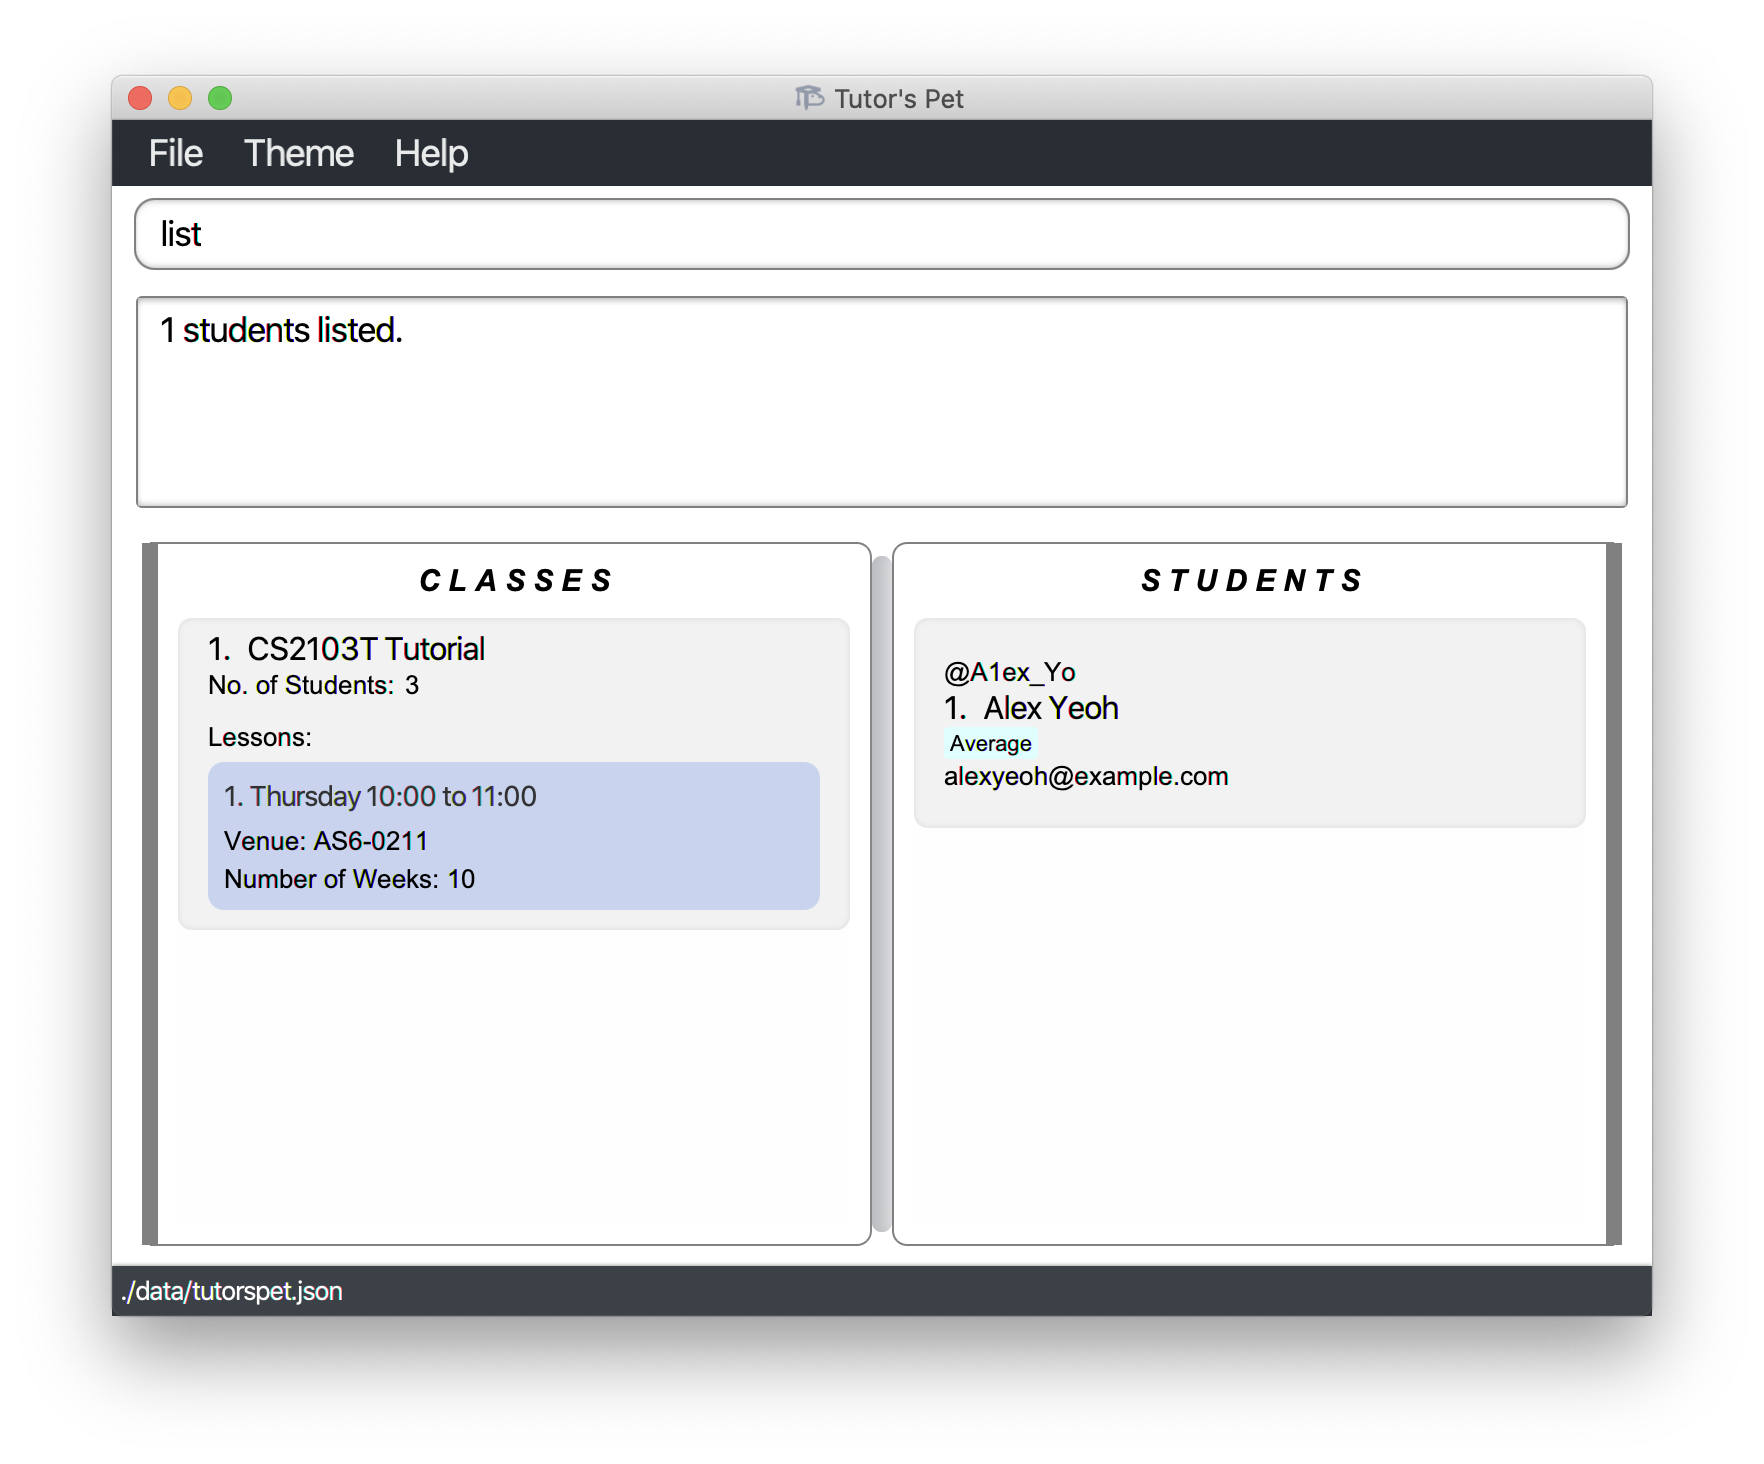 Tutor's Pet
File Theme Help
list
1 students listed.
CLASSES
1. CS2103T Tutorial
No. of Students: 3
Lessons:
1. Thursday 10:00 to 11:00
Venue: AS6-0211
Number of Weeks: 10
STUDENTS
@A1ex_Yo
1. Alex Yeoh
Average
alexyeoh@example.com
./data/tutorspet.json